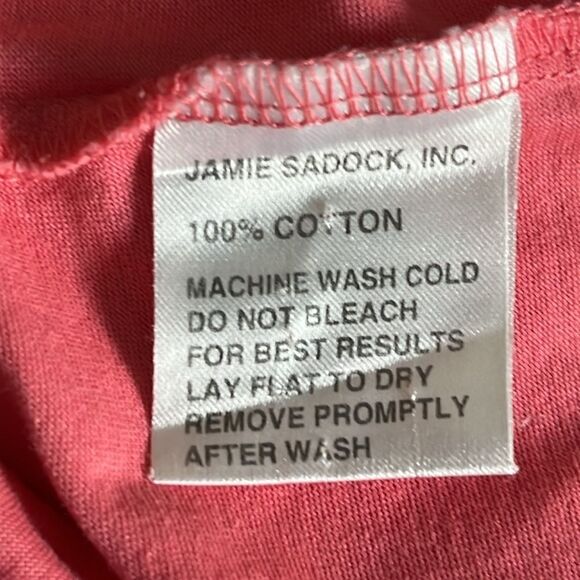 JAMIE SADOCK, INC.
100% COTTON
MACHINE WASH COLD
DO NOT BLEACH
FOR BEST RESULTS
LAY FLAT TO DRY
REMOVE PROMPTLY
AFTER WASH